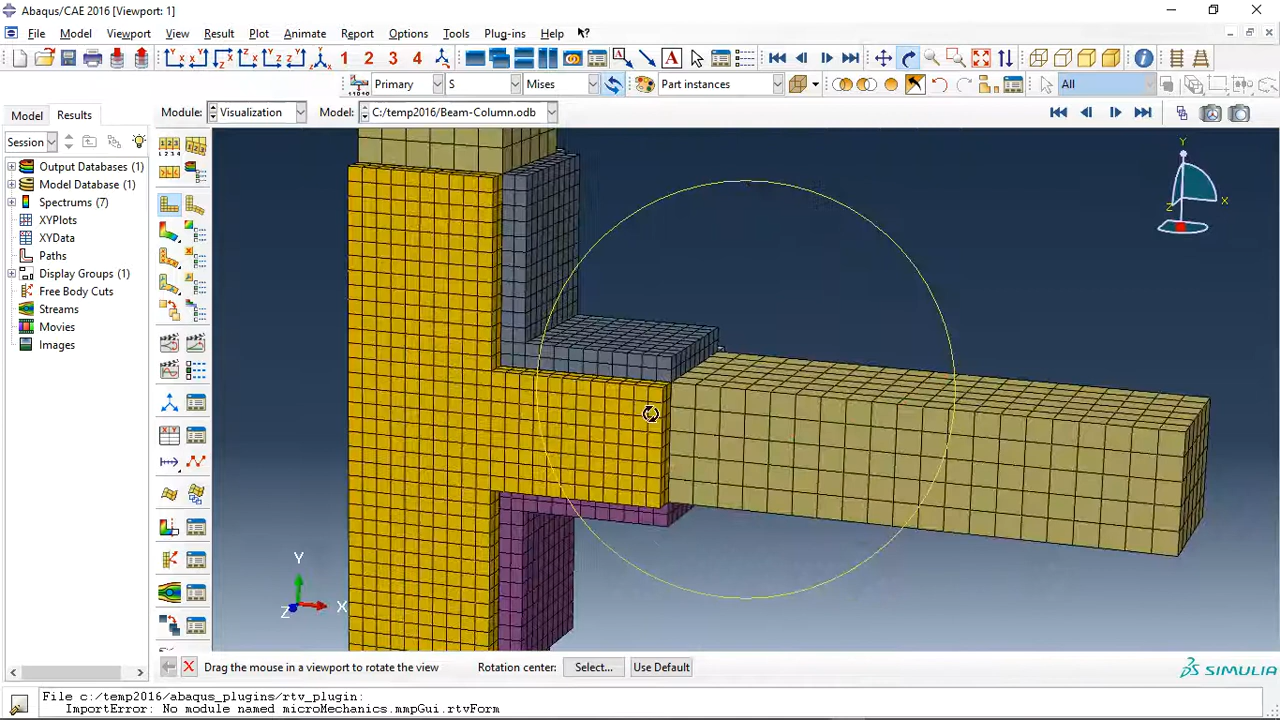 Abaqus/CAE 2016 [Viewport: 1]
File Model Viewport View Result Plot Animate Report Options Tools Plug-ins Help
1 2 3 4
Primary S Mises Part instances All
Model Results Module: Visualization Model: C:/temp2016/Beam-Column.odb
Session
Output Databases (1)
Model Database (1)
Spectrums (7)
XYPlots
XYData
Paths
Display Groups (1)
Free Body Cuts
Streams
Movies
Images
Y
X
Z
Y
X
Z
Drag the mouse in a viewport to rotate the view Rotation center: Select... Use Default
SIMULIA
File c:/temp2016/abaqus_plugins/rtv_plugin:
ImportError: No module named microMechanics.mmpGui.rtvForm